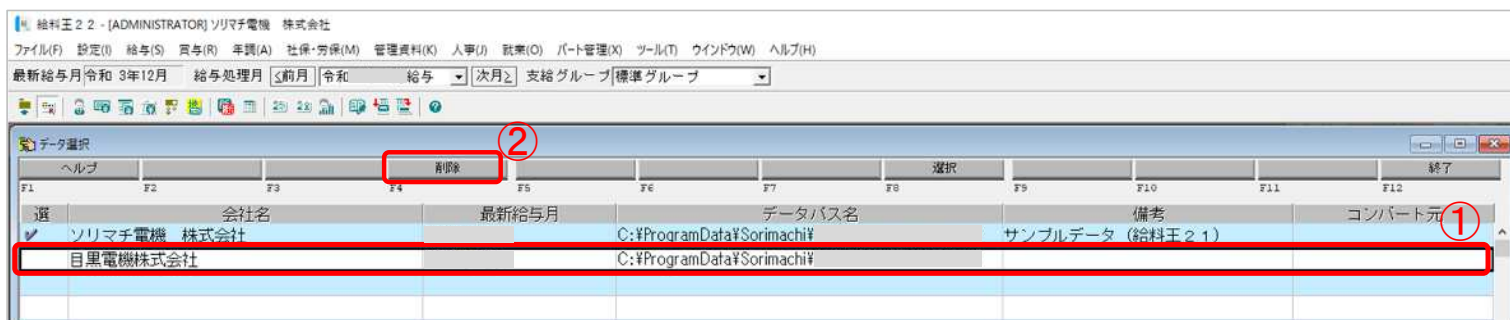 給料王22 - [ADMINISTRATOR] ソリマチ電機 株式会社
ファイル(F) 設定(I) 給与(S) 賞与(R) 年調(A) 社保・労保(M) 管理資料(K) 人事(J) 就業(O) パート管理(X) ツール(T) ウインドウ(W) ヘルプ(H)
最新給与月 令和 3年12月 給与処理月 ≤前月 令和 給与 次月≥ 支給グループ 標準グループ
データ選択
②
ヘルプ 削除 選択 終了
F1 F2 F3 F4 F5 F6 F7 F8 F9 F10 F11 F12
選 会社名 最新給与月 データパス名 備考 コンバート元
①
ソリマチ電機 株式会社 C:¥ProgramData¥Sorimachi¥ サンプルデータ (給料王21)
目黒電機株式会社 C:¥ProgramData¥Sorimachi¥